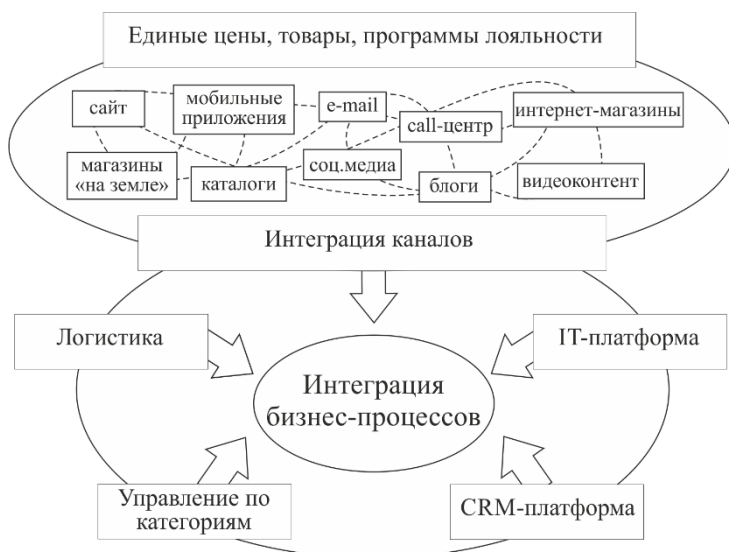 Единые цены, товары, программы лояльности
сайт
мобильные
приложения
e-mail
call-центр
интернет-магазины
магазины
«на земле»
каталоги
соц.медиа
блоги
видеоконтент
Интеграция каналов
Логистика
IT-платформа
Интеграция
бизнес-процессов
Управление по
категориям
CRM-платформа